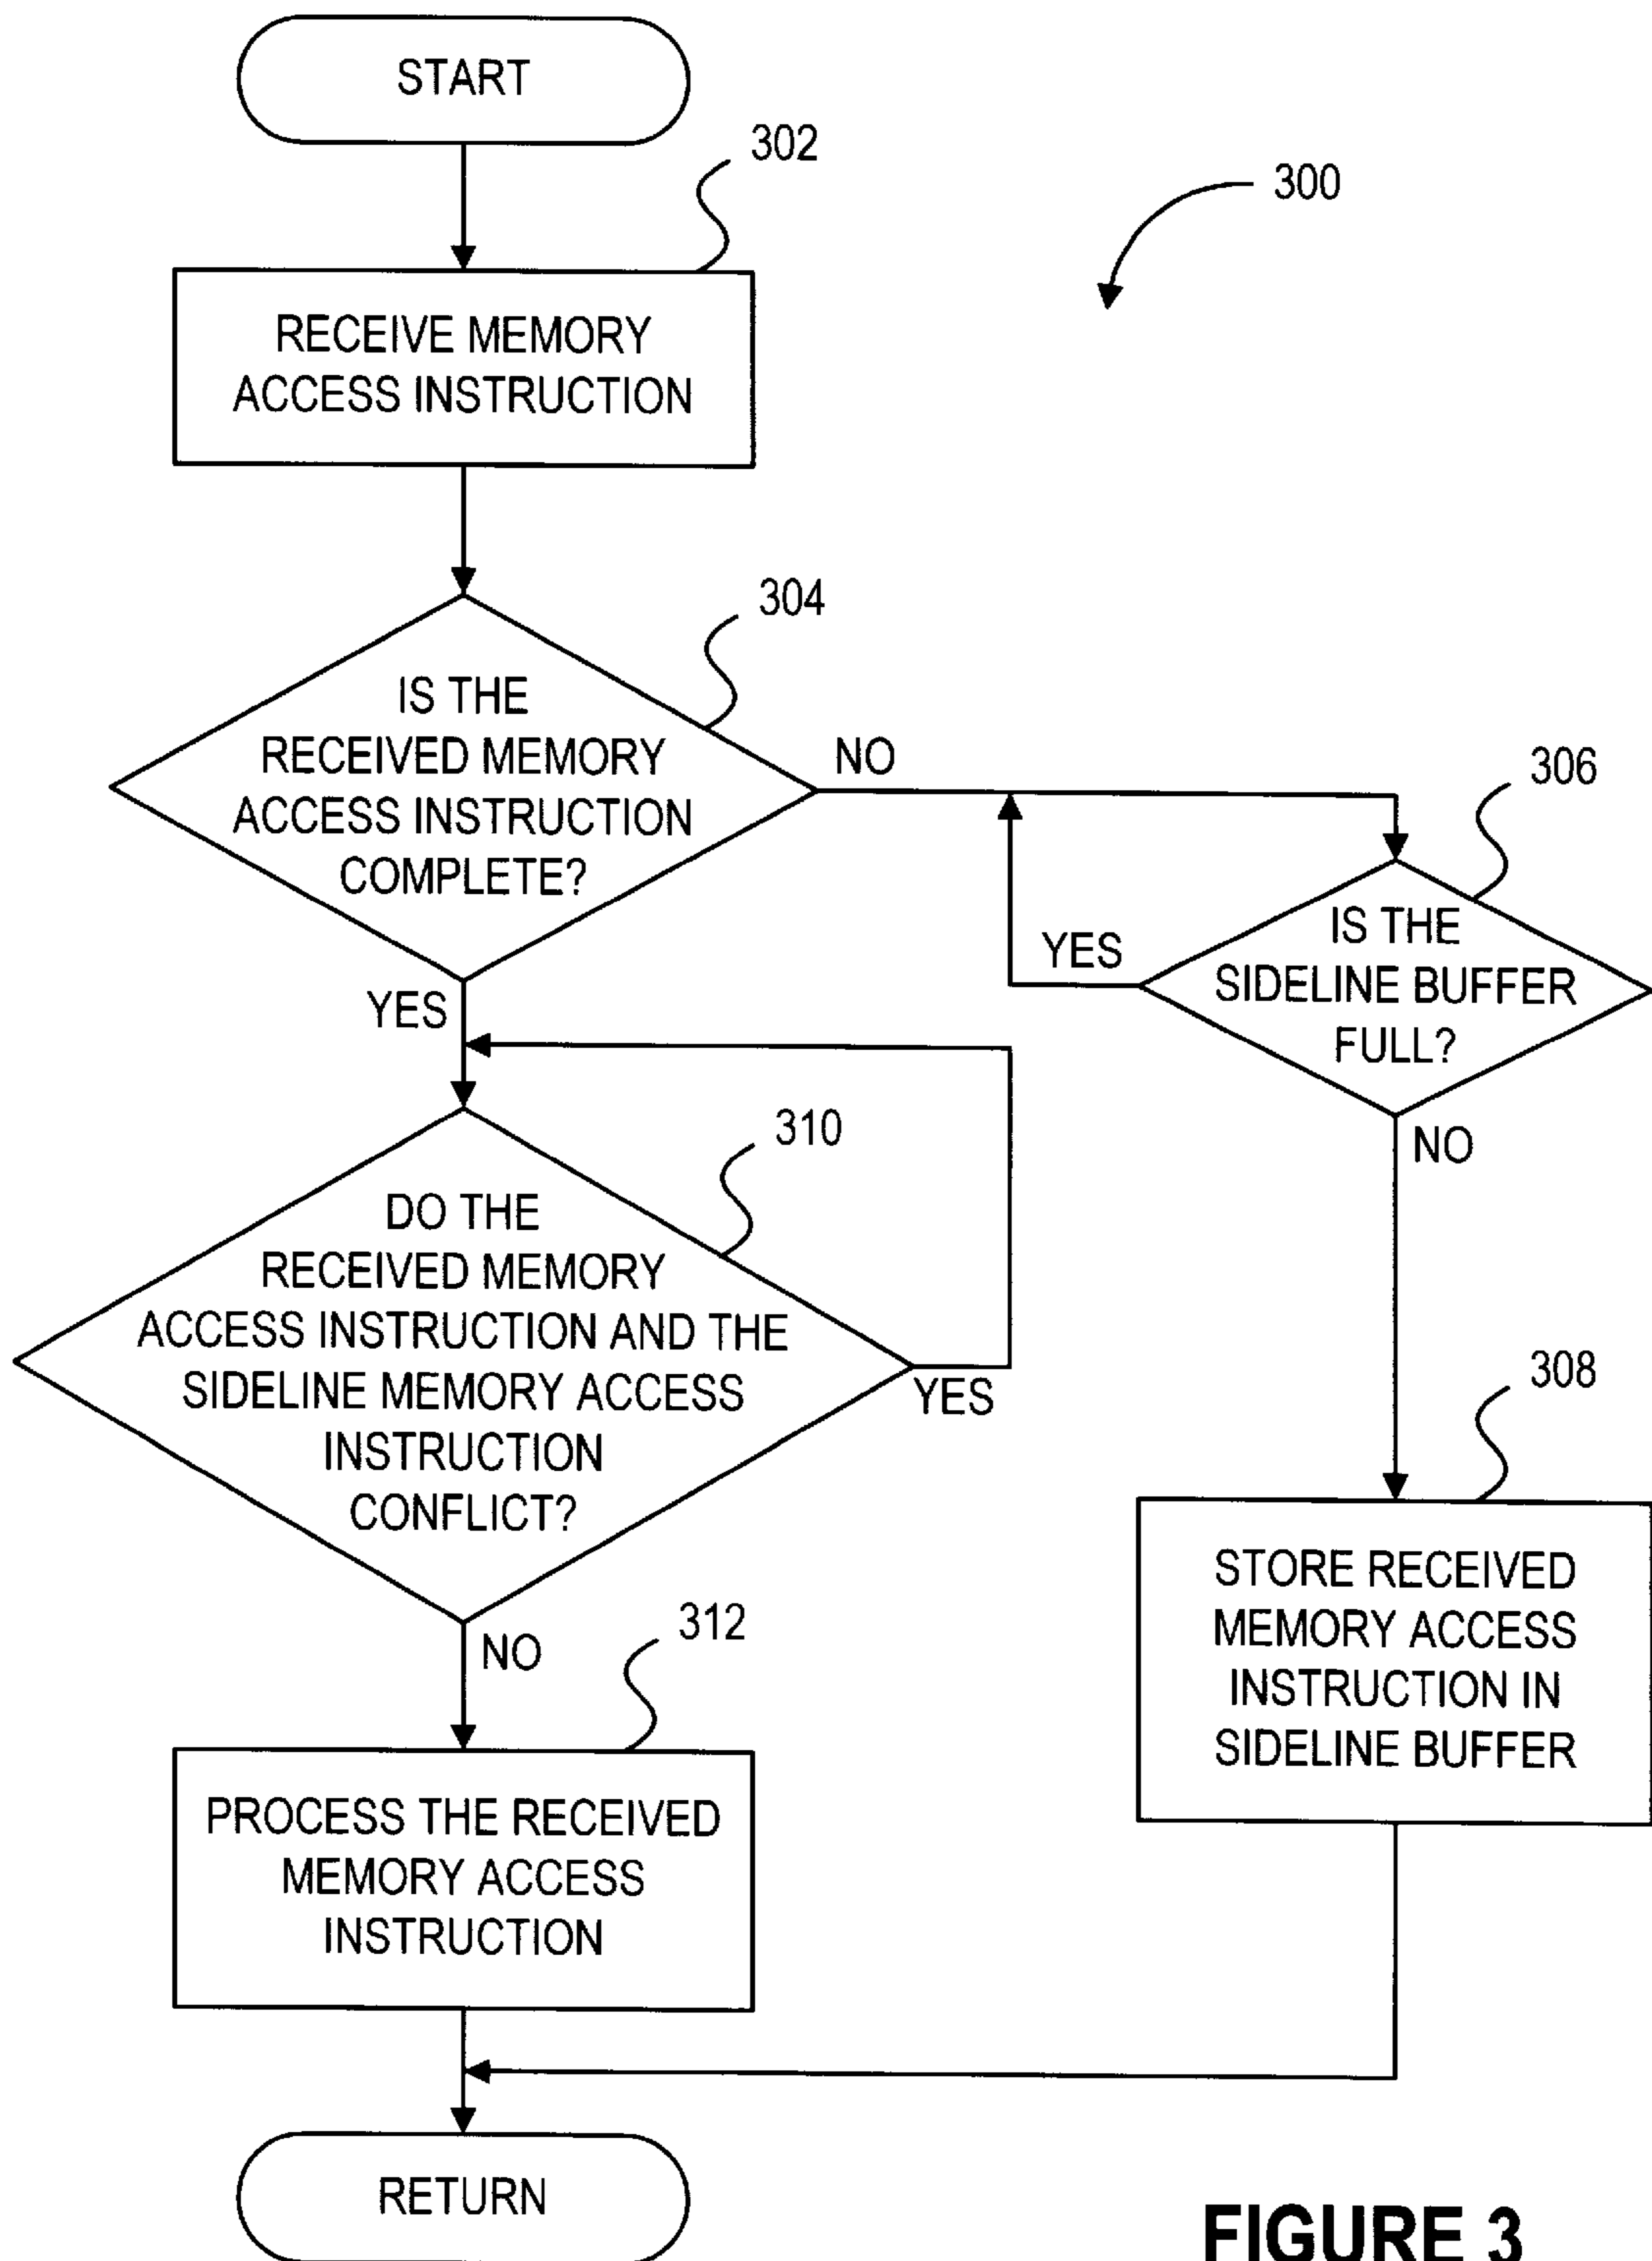 START
302
300
RECEIVE MEMORY
ACCESS INSTRUCTION
304
IS THE
RECEIVED MEMORY
ACCESS INSTRUCTION
COMPLETE?
NO
306
IS THE
SIDELINE BUFFER
FULL?
YES
NO
YES
310
DO THE
RECEIVED MEMORY
ACCESS INSTRUCTION AND THE
SIDELINE MEMORY ACCESS
INSTRUCTION
CONFLICT?
YES
NO
308
STORE RECEIVED
MEMORY ACCESS
INSTRUCTION IN
SIDELINE BUFFER
312
PROCESS THE RECEIVED
MEMORY ACCESS
INSTRUCTION
RETURN
FIGURE 3